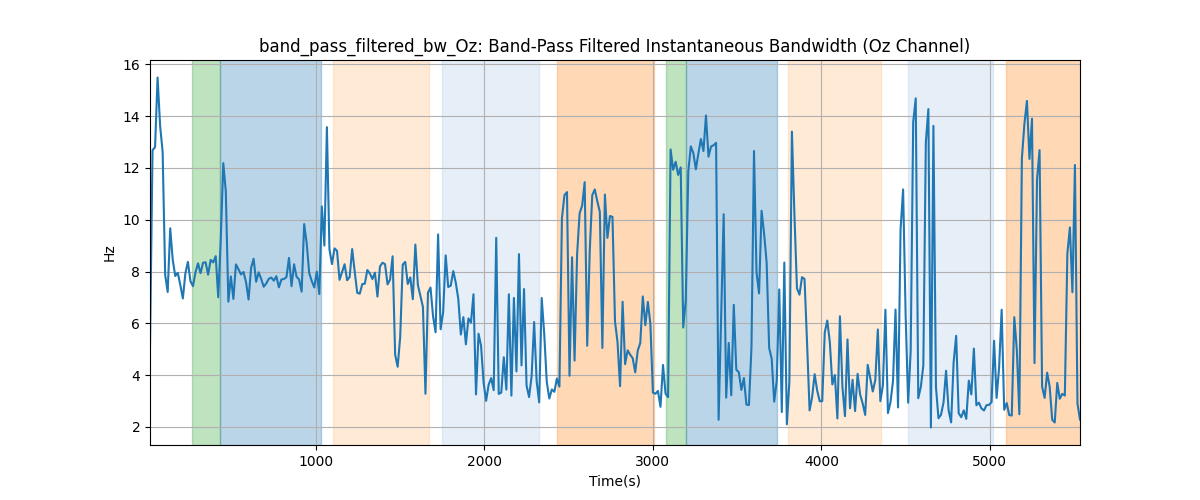 band_pass_filtered_bw_Oz: Band-Pass Filtered Instantaneous Bandwidth (Oz Channel)
16
14
12
10
8
6
4
2
Hz
1000 2000 3000 4000 5000
Time(s)